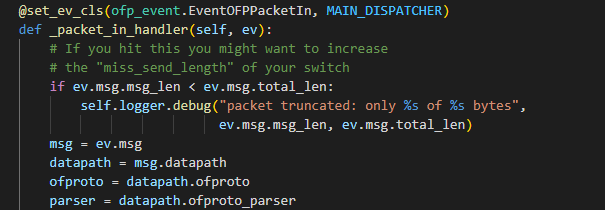 @set_ev_cls(ofp_event.EventOFPPacketIn, MAIN_DISPATCHER)
def _packet_in_handler(self, ev):
    # If you hit this you might want to increase
    # the "miss_send_length" of your switch
    if ev.msg.msg_len < ev.msg.total_len:
        self.logger.debug("packet truncated: only %s of %s bytes",
                          ev.msg.msg_len, ev.msg.total_len)
    msg = ev.msg
    datapath = msg.datapath
    ofproto = datapath.ofproto
    parser = datapath.ofproto_parser